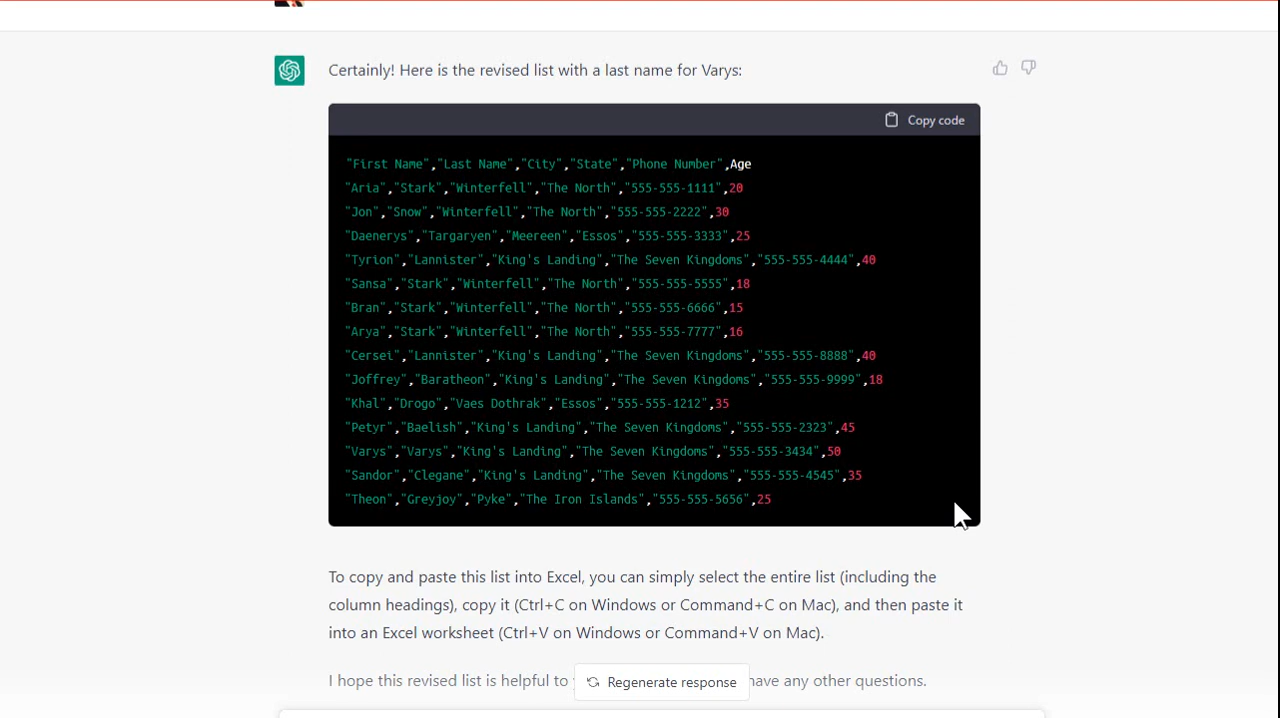 Certainly! Here is the revised list with a last name for Varys:
Copy code
"First Name","Last Name","City","State","Phone Number",Age
"Aria","Stark","Winterfell","The North","555-555-1111",20
"Jon","Snow","Winterfell","The North","555-555-2222",30
"Daenerys","Targaryen","Meereen","Essos","555-555-3333",25
"Tyrion","Lannister","King's Landing","The Seven Kingdoms","555-555-4444",40
"Sansa","Stark","Winterfell","The North","555-555-5555",18
"Bran","Stark","Winterfell","The North","555-555-6666",15
"Arya","Stark","Winterfell","The North","555-555-7777",16
"Cersei","Lannister","King's Landing","The Seven Kingdoms","555-555-8888",40
"Joffrey","Baratheon","King's Landing","The Seven Kingdoms","555-555-9999",18
"Khal","Drogo","Vaes Dothrak","Essos","555-555-1212",35
"Petyr","Baelish","King's Landing","The Seven Kingdoms","555-555-2323",45
"Varys","Varys","King's Landing","The Seven Kingdoms","555-555-3434",50
"Sandor","Clegane","King's Landing","The Seven Kingdoms","555-555-4545",35
"Theon","Greyjoy","Pyke","The Iron Islands","555-555-5656",25
To copy and paste this list into Excel, you can simply select the entire list (including the
column headings), copy it (Ctrl+C on Windows or Command+C on Mac), and then paste it
into an Excel worksheet (Ctrl+V on Windows or Command+V on Mac).
I hope this revised list is helpful to have any other questions.
Regenerate response